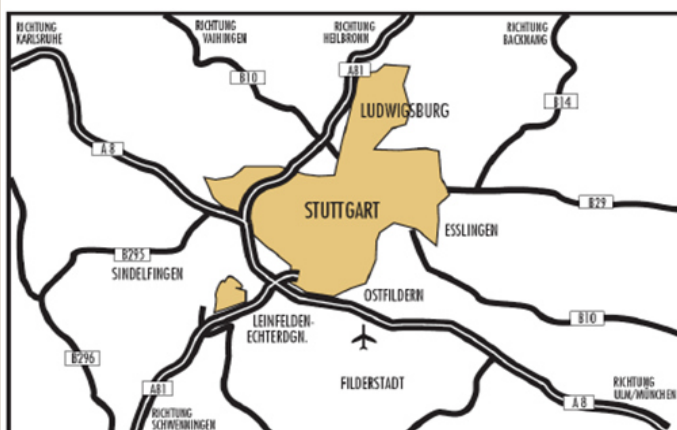 RICHTUNG
KARLSRUHE
RICHTUNG
VAIHINGEN
RICHTUNG
HEILBRONN
RICHTUNG
BACKNANG
A81
B10
B14
LUDWIGSBURG
A8
STUTTGART
B29
ESSLINGEN
B295
SINDELFINGEN
OSTFILDERN
LEINFELDEN-
ECHTERDGN.
B10
B296
FILDERSTADT
A81
RICHTUNG
ULM/MÜNCHEN
A8
RICHTUNG
SCHWENNINGEN